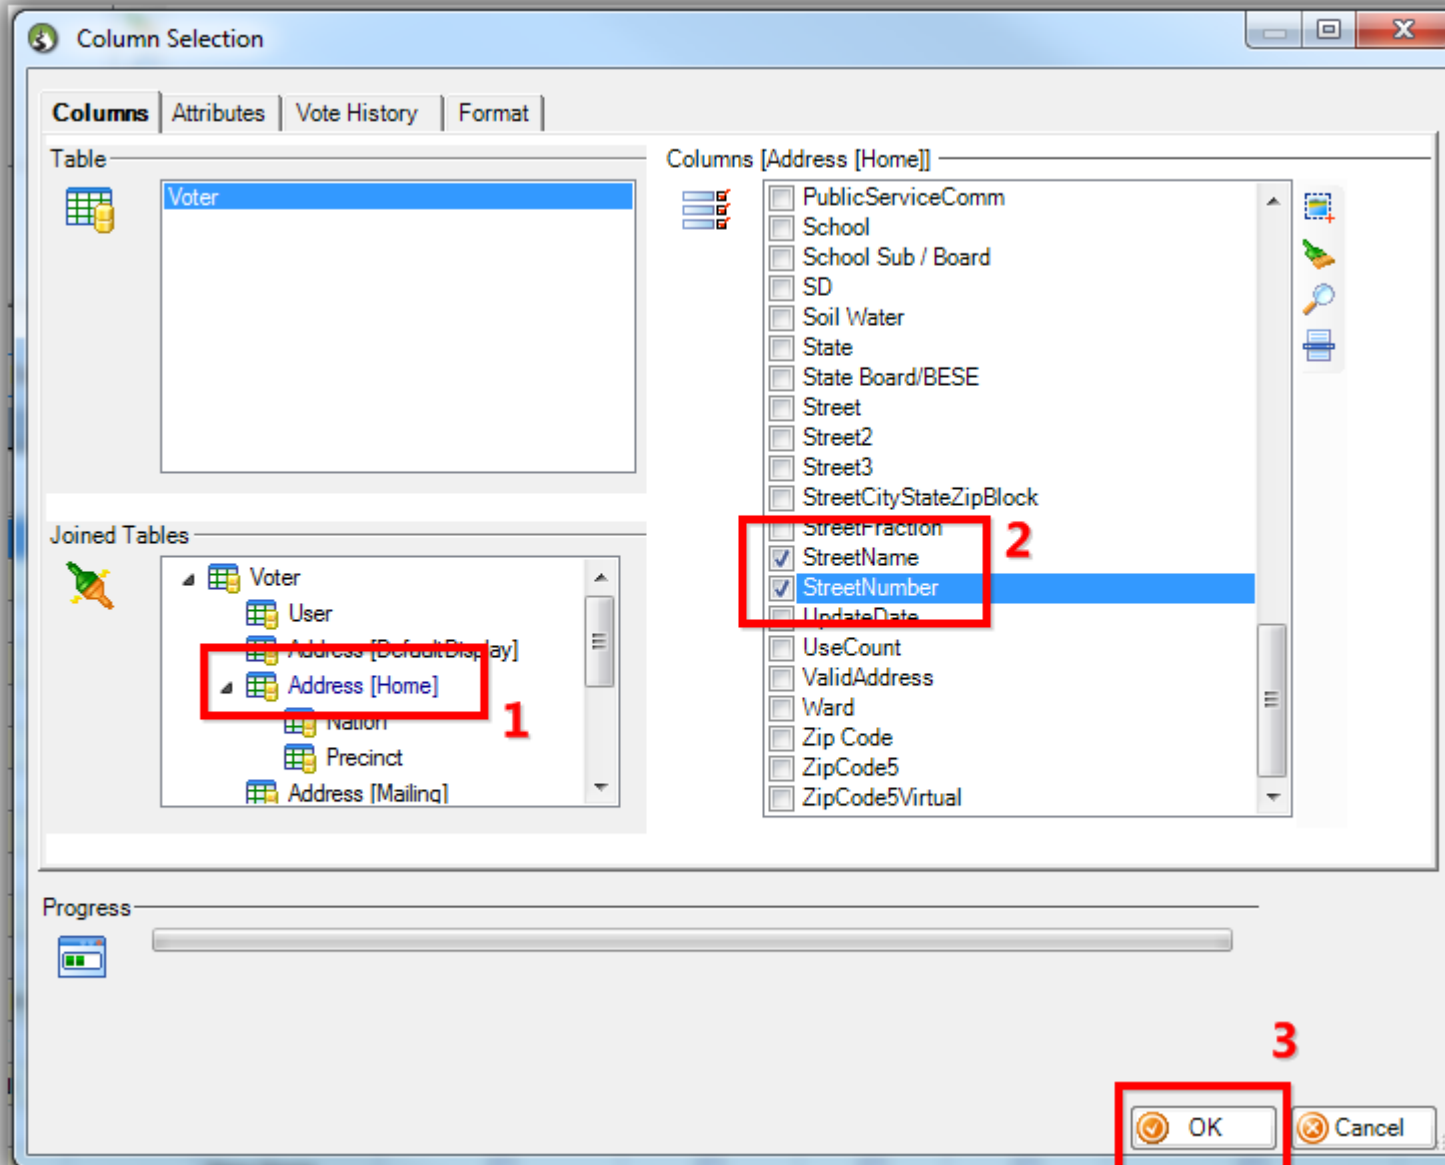 Column Selection
Columns Attributes Vote History Format
Table
Voter
Columns [Address [Home]]
PublicServiceComm
School
School Sub / Board
SD
Soil Water
State
State Board/BESE
Street
Street2
Street3
StreetCityStateZipBlock
StreetFraction
StreetName
StreetNumber
UpdateDate
UseCount
ValidAddress
Ward
Zip Code
ZipCode5
ZipCode5Virtual
2
Joined Tables
Voter
User
Address [DefaultDisplay]
Address [Home]
Nation
Precinct
Address [Mailing]
1
Progress
3
OK Cancel